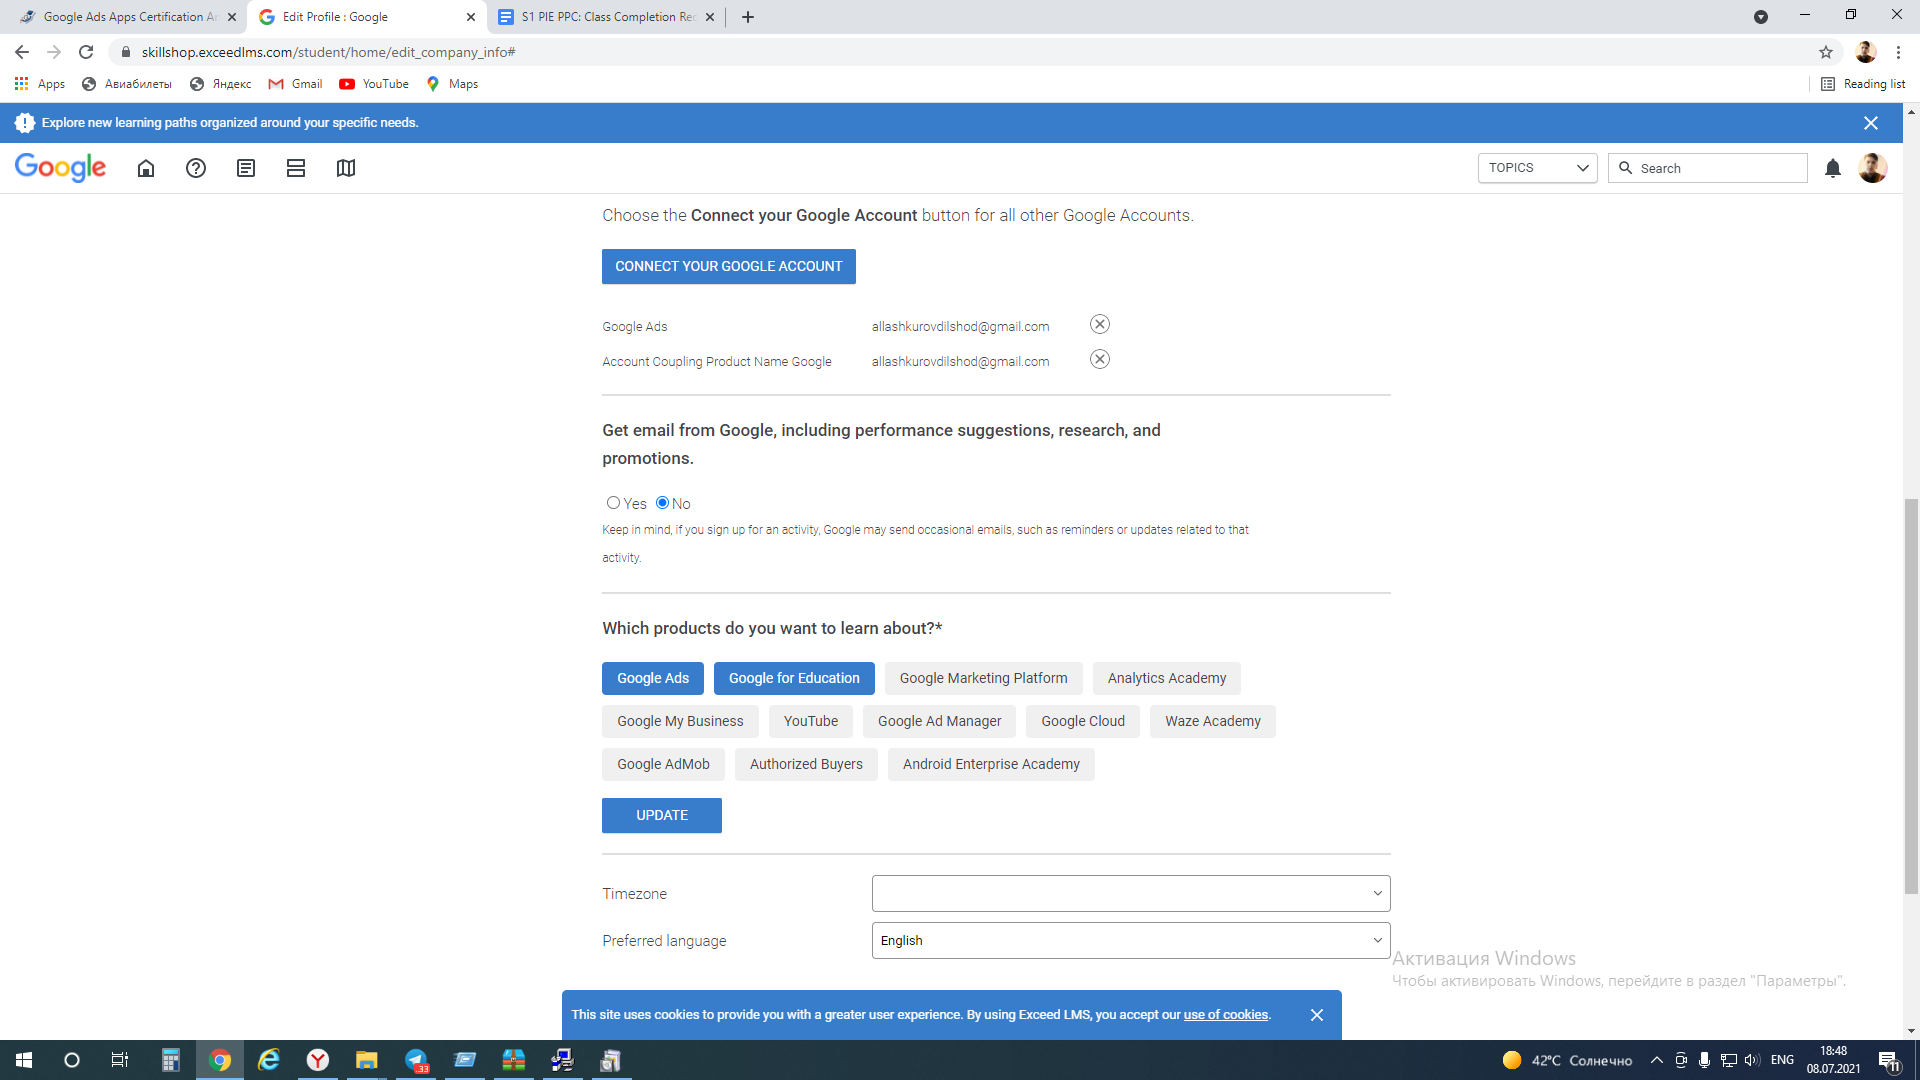 Google Ads Apps Certification Ar
Edit Profile : Google
S1 PIE PPC: Class Completion Rec
skillshop.exceedlms.com/student/home/edit_company_info#
Apps Авиабилеты Яндекс Gmail YouTube Maps Reading list
Explore new learning paths organized around your specific needs.
Google TOPICS Search
Choose the Connect your Google Account button for all other Google Accounts.
CONNECT YOUR GOOGLE ACCOUNT
Google Ads allashkurovdilshod@gmail.com
Account Coupling Product Name Google allashkurovdilshod@gmail.com
Get email from Google, including performance suggestions, research, and
promotions.
Yes No
Keep in mind, if you sign up for an activity, Google may send occasional emails, such as reminders or updates related to that
activity.
Which products do you want to learn about?*
Google Ads Google for Education Google Marketing Platform Analytics Academy
Google My Business YouTube Google Ad Manager Google Cloud Waze Academy
Google AdMob Authorized Buyers Android Enterprise Academy
UPDATE
Timezone
Preferred language English
Активация Windows
Чтобы активировать Windows, перейдите в раздел "Параметры".
This site uses cookies to provide you with a greater user experience. By using Exceed LMS, you accept our use of cookies.
33
42°C Солнечно ENG
18:48
08.07.2021
11